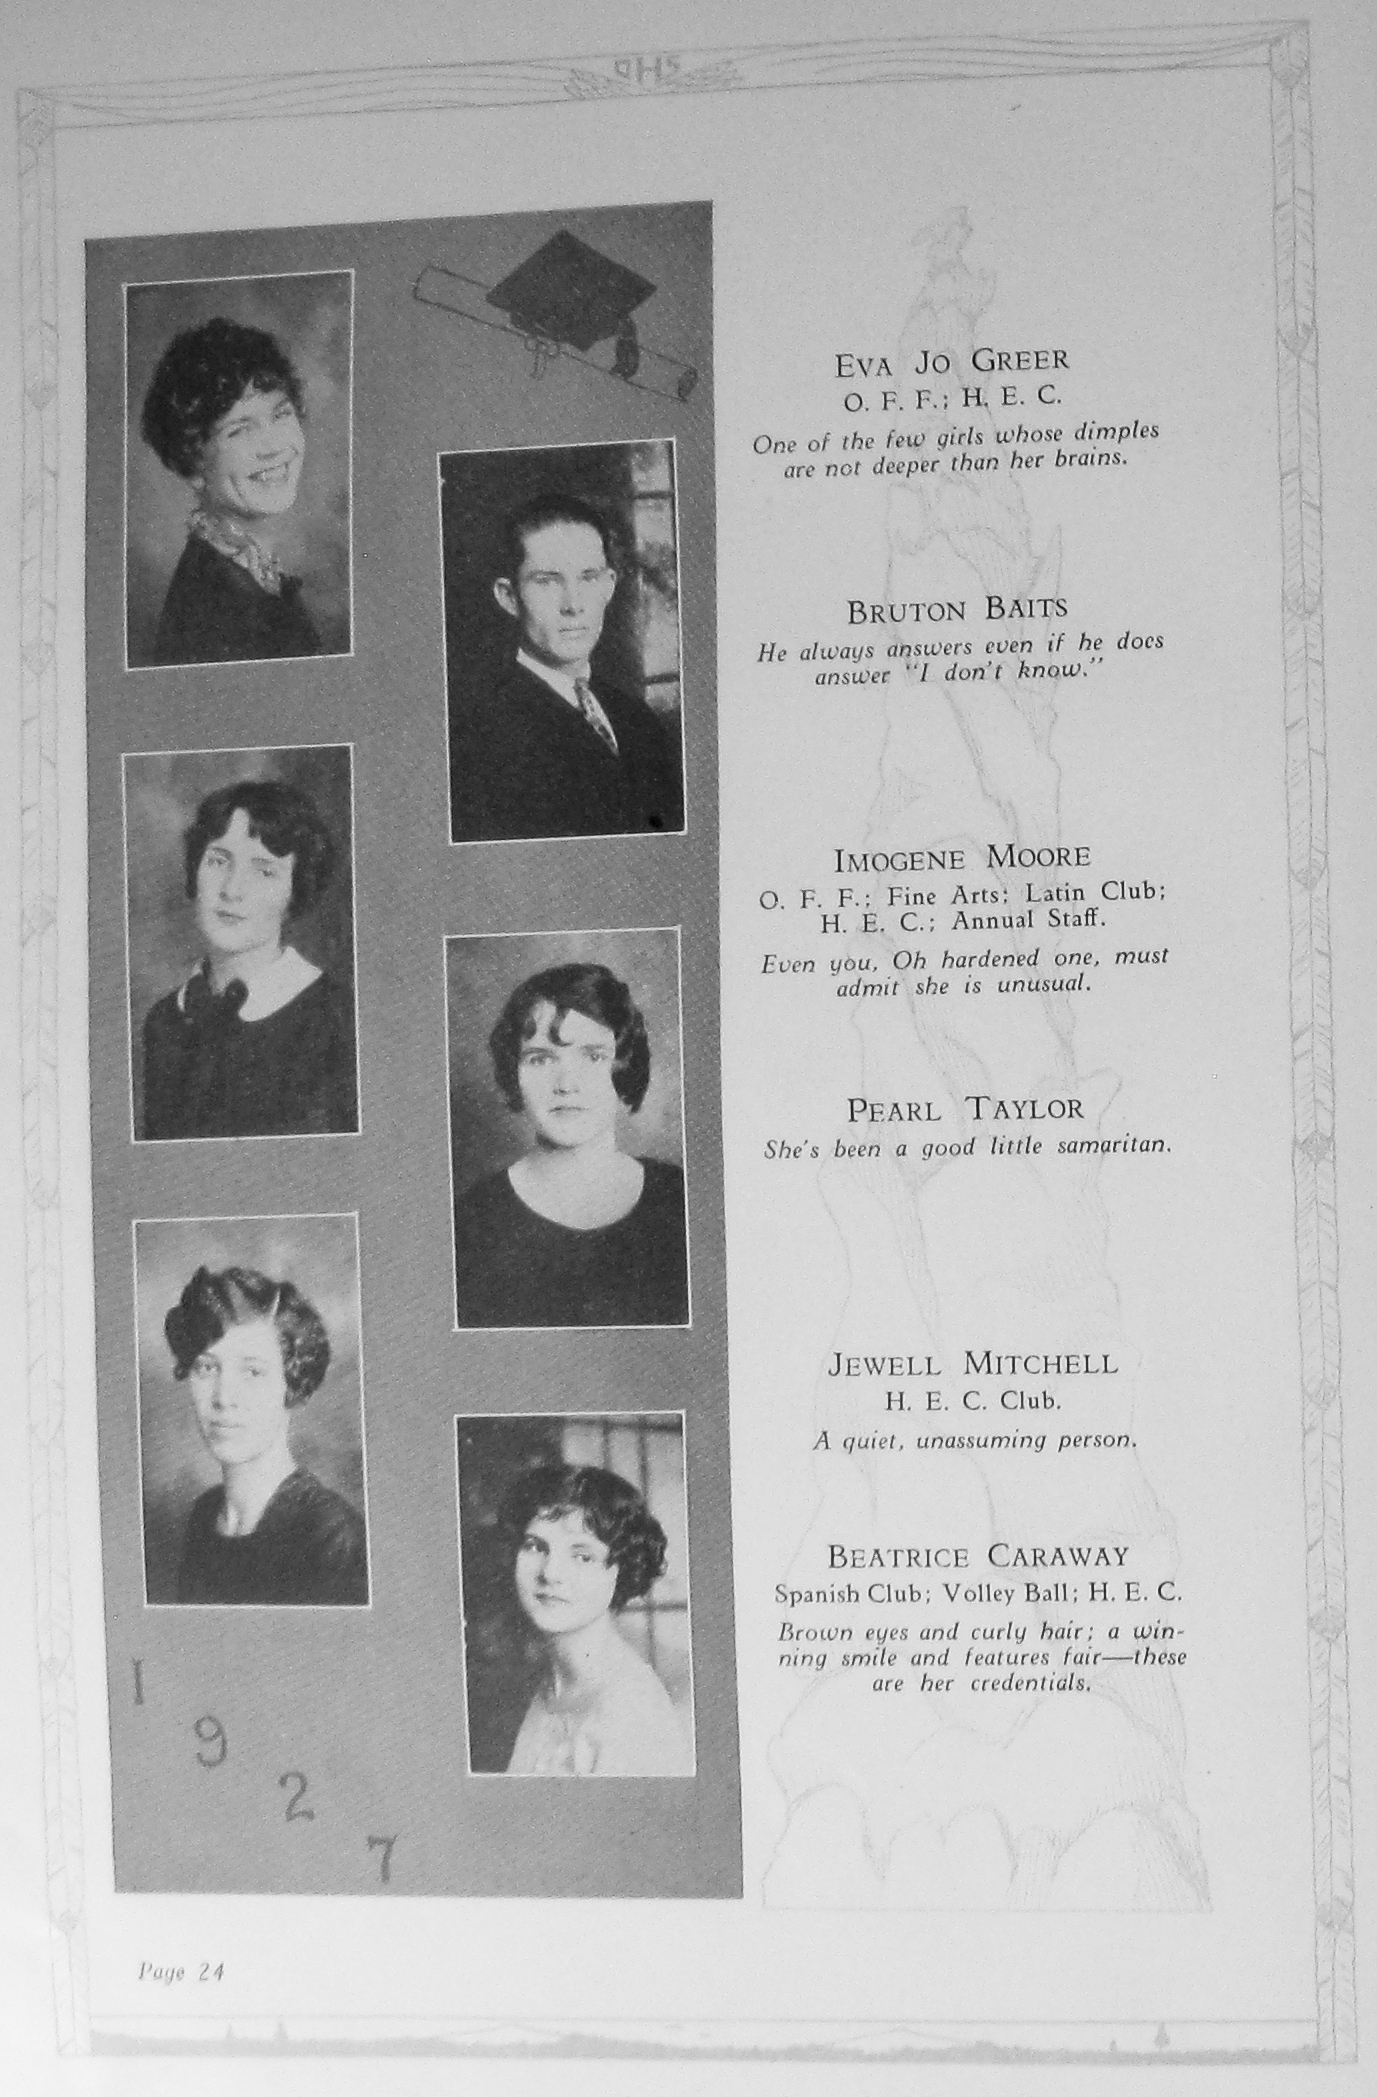 OHS
EVA JO GREER
O. F. F.; H. E. C.
One of the few girls whose dimples
are not deeper than her brains.
BRUTON BAITS
He always answers even if he does
answer "I don't know."
IMOGENE MOORE
O. F. F.; Fine Arts; Latin Club;
H. E. C.; Annual Staff.
Even you, Oh hardened one, must
admit she is unusual.
PEARL TAYLOR
She's been a good little samaritan.
JEWELL MITCHELL
H. E. C. Club.
A quiet, unassuming person.
BEATRICE CARAWAY
Spanish Club; Volley Ball; H. E. C.
Brown eyes and curly hair; a win-
ning smile and features fair—these
are her credentials.
1
9
2
7
Page 24